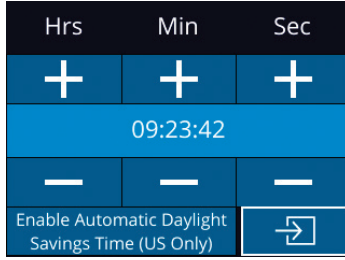 Hrs Min Sec
+ + +
09:23:42
— — —
Enable Automatic Daylight
Savings Time (US Only)